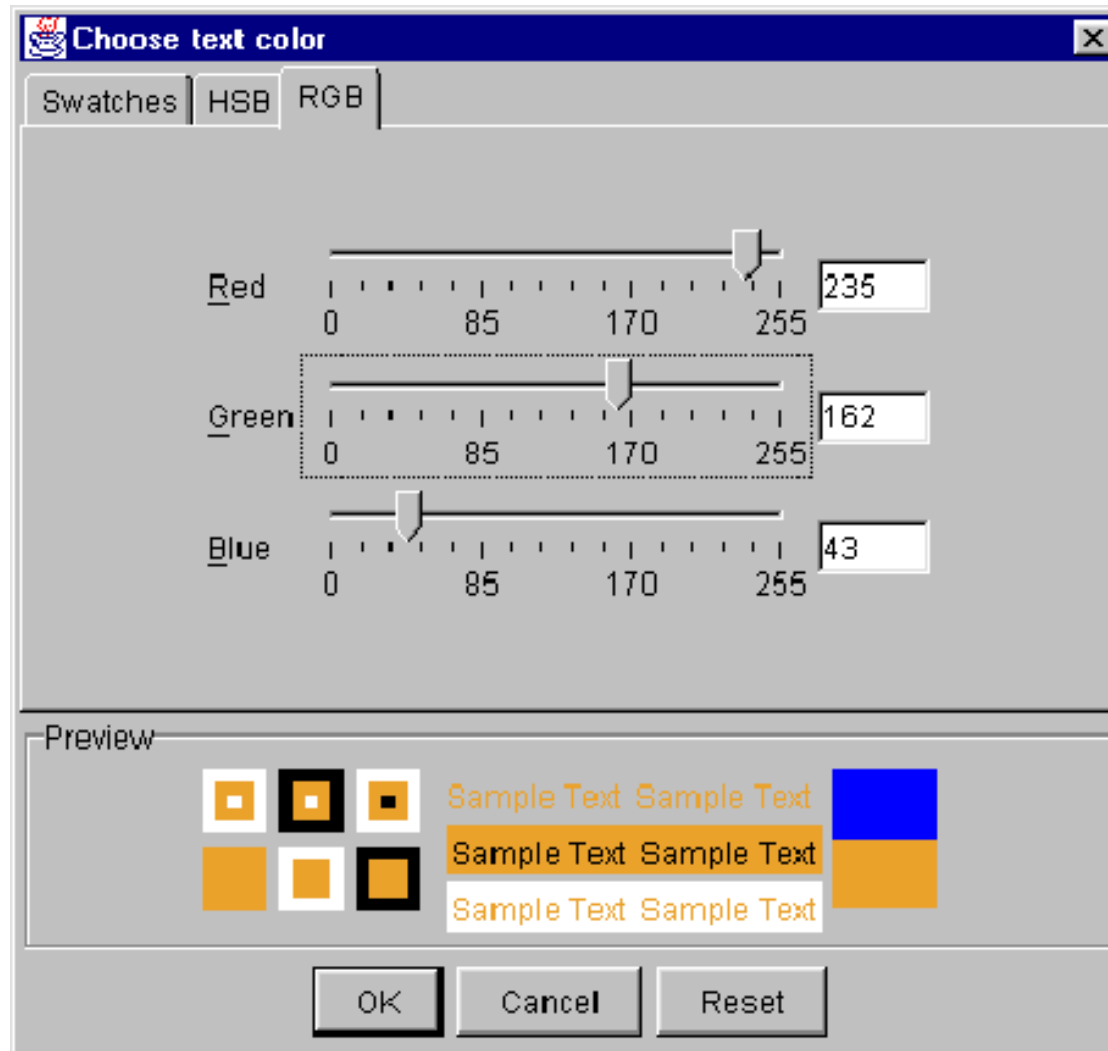 Choose text color
Swatches HSB RGB
Red 235
0 85 170 255
Green 162
0 85 170 255
Blue 43
0 85 170 255
Preview
Sample Text Sample Text
Sample Text Sample Text
Sample Text Sample Text
OK Cancel Reset